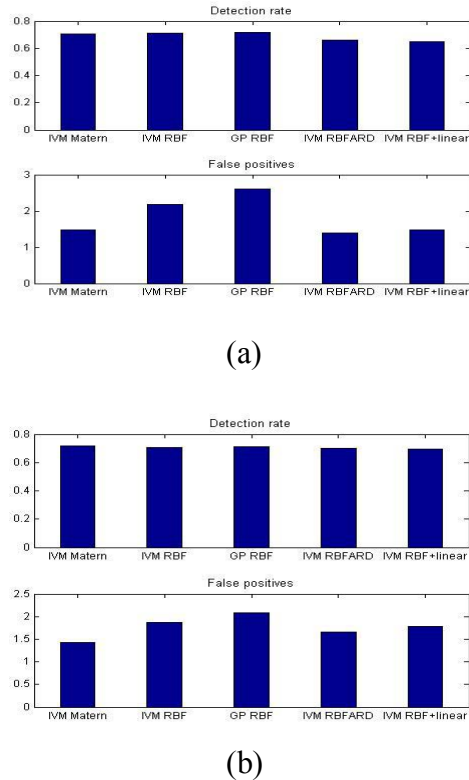 Detection rate
0.8
0.6
0.4
0.2
0
IVM Matern IVM RBF GP RBF IVM RBFARD IVM RBF+linear
False positives
3
2
1
0
IVM Matern IVM RBF GP RBF IVM RBFARD IVM RBF+linear
(a)
Detection rate
0.8
0.6
0.4
0.2
0
IVM Matern IVM RBF GP RBF IVM RBFARD IVM RBF+linear
False positives
2.5
2
1.5
1
0.5
0
IVM Matern IVM RBF GP RBF IVM RBFARD IVM RBF+linear
(b)